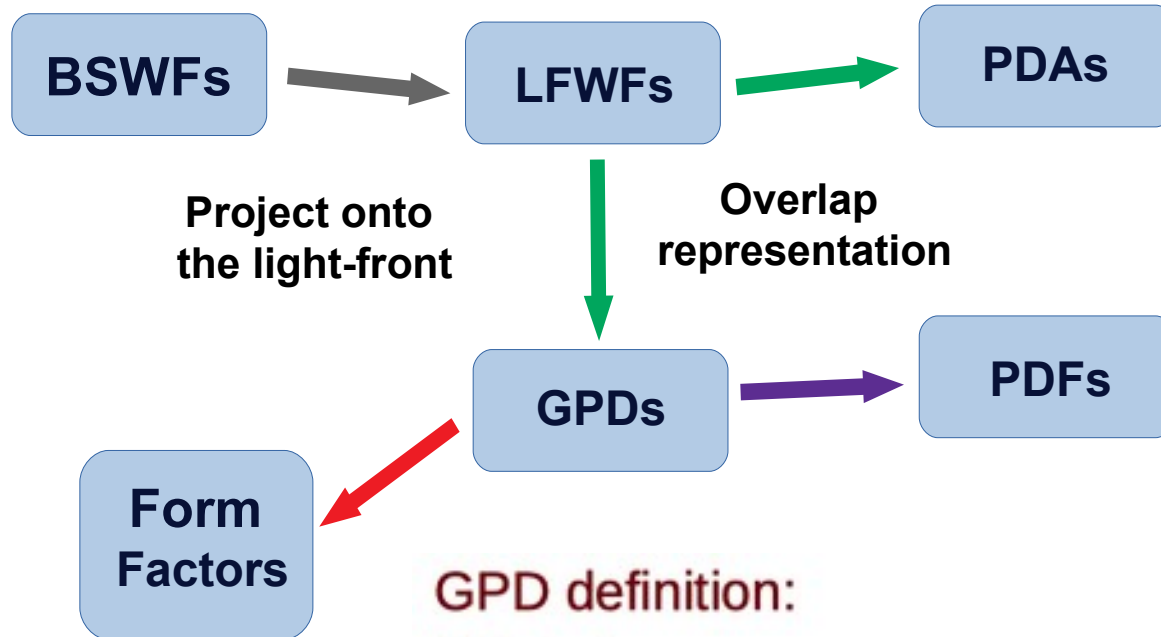 BSWFs
LFWFs
PDAs
Project onto
the light-front
Overlap
representation
GPDs
PDFs
Form
Factors
GPD definition: